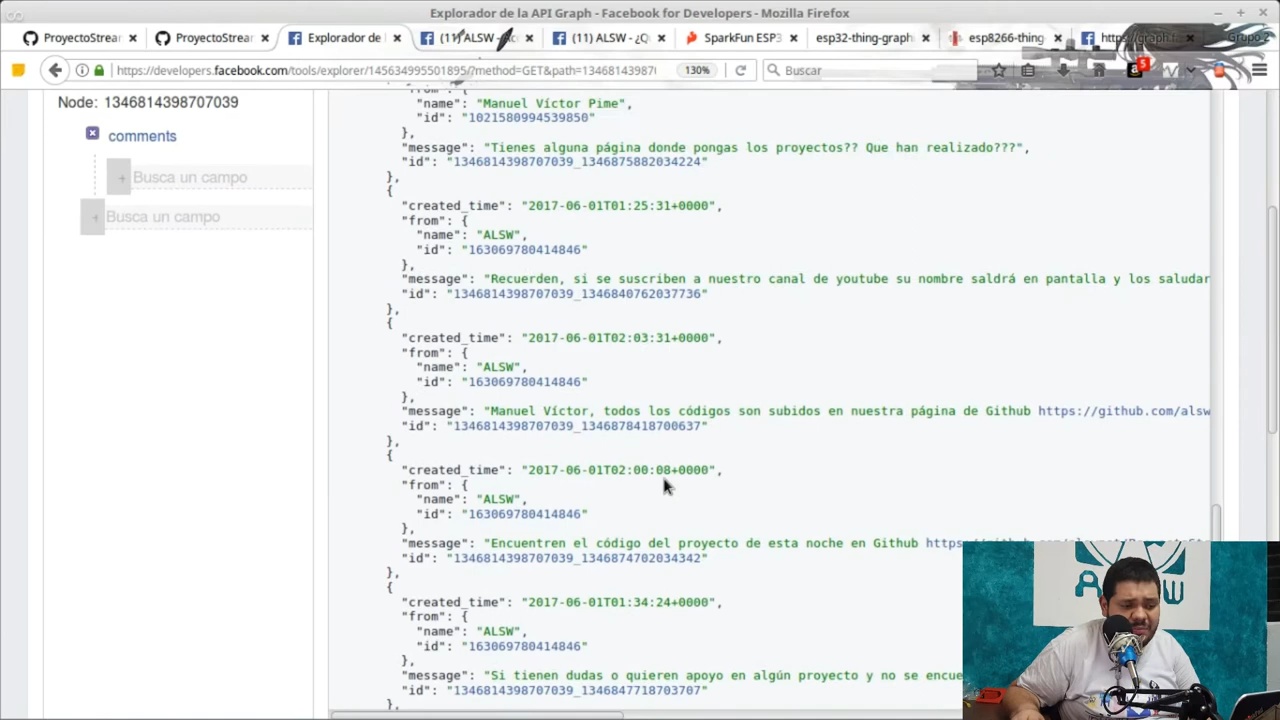 Explorador de la API Graph - Facebook for Developers - Mozilla Firefox
ProyectoStrear
ProyectoStrear
Explorador de
(11) ALSW -
(11) ALSW - ¿Q
SparkFun ESP3
esp32-thing-graph
esp8266-thing-
Grupo 2
https://developers.facebook.com/tools/explorer/145634995501895/?method=GET&path=1346814398707
130%
Buscar
5
Node: 1346814398707039
comments
Busca un campo
Busca un campo
"from": {
"name": "Manuel Víctor Pime",
"id": "1021580994539850"
},
"message": "Tienes alguna página donde pongas los proyectos?? Que han realizado???",
"id": "1346814398707039_1346875882034224"
},
{
"created_time": "2017-06-01T01:25:31+0000",
"from": {
"name": "ALSW",
"id": "163069780414846"
},
"message": "Recuerden, si se suscriben a nuestro canal de youtube su nombre saldrá en pantalla y los saludar
"id": "1346814398707039_1346840762037736"
},
{
"created_time": "2017-06-01T02:03:31+0000",
"from": {
"name": "ALSW",
"id": "163069780414846"
},
"message": "Manuel Víctor, todos los códigos son subidos en nuestra página de Github https://github.com/alsw
"id": "1346814398707039_1346878418700637"
},
{
"created_time": "2017-06-01T02:00:08+0000",
"from": {
"name": "ALSW",
"id": "163069780414846"
},
"message": "Encuentren el código del proyecto de esta noche en Github
"id": "1346814398707039_1346874702034342"
},
{
"created_time": "2017-06-01T01:34:24+0000",
"from": {
"name": "ALSW",
"id": "163069780414846"
},
"message": "Si tienen dudas o quieren apoyo en algún proyecto y no se encue
"id": "1346814398707039_1346847718703707"
},